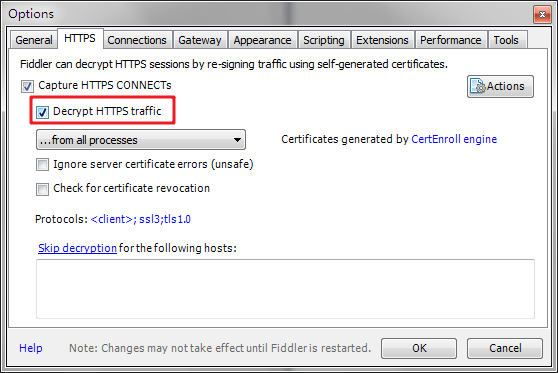 Options
General HTTPS Connections Gateway Appearance Scripting Extensions Performance Tools
Fiddler can decrypt HTTPS sessions by re-signing traffic using self-generated certificates.
Capture HTTPS CONNECTs
Actions
Decrypt HTTPS traffic
...from all processes
Certificates generated by CertEnroll engine
Ignore server certificate errors (unsafe)
Check for certificate revocation
Protocols: <client>; ssl3;tls1.0
Skip decryption for the following hosts:
Help
Note: Changes may not take effect until Fiddler is restarted.
OK
Cancel